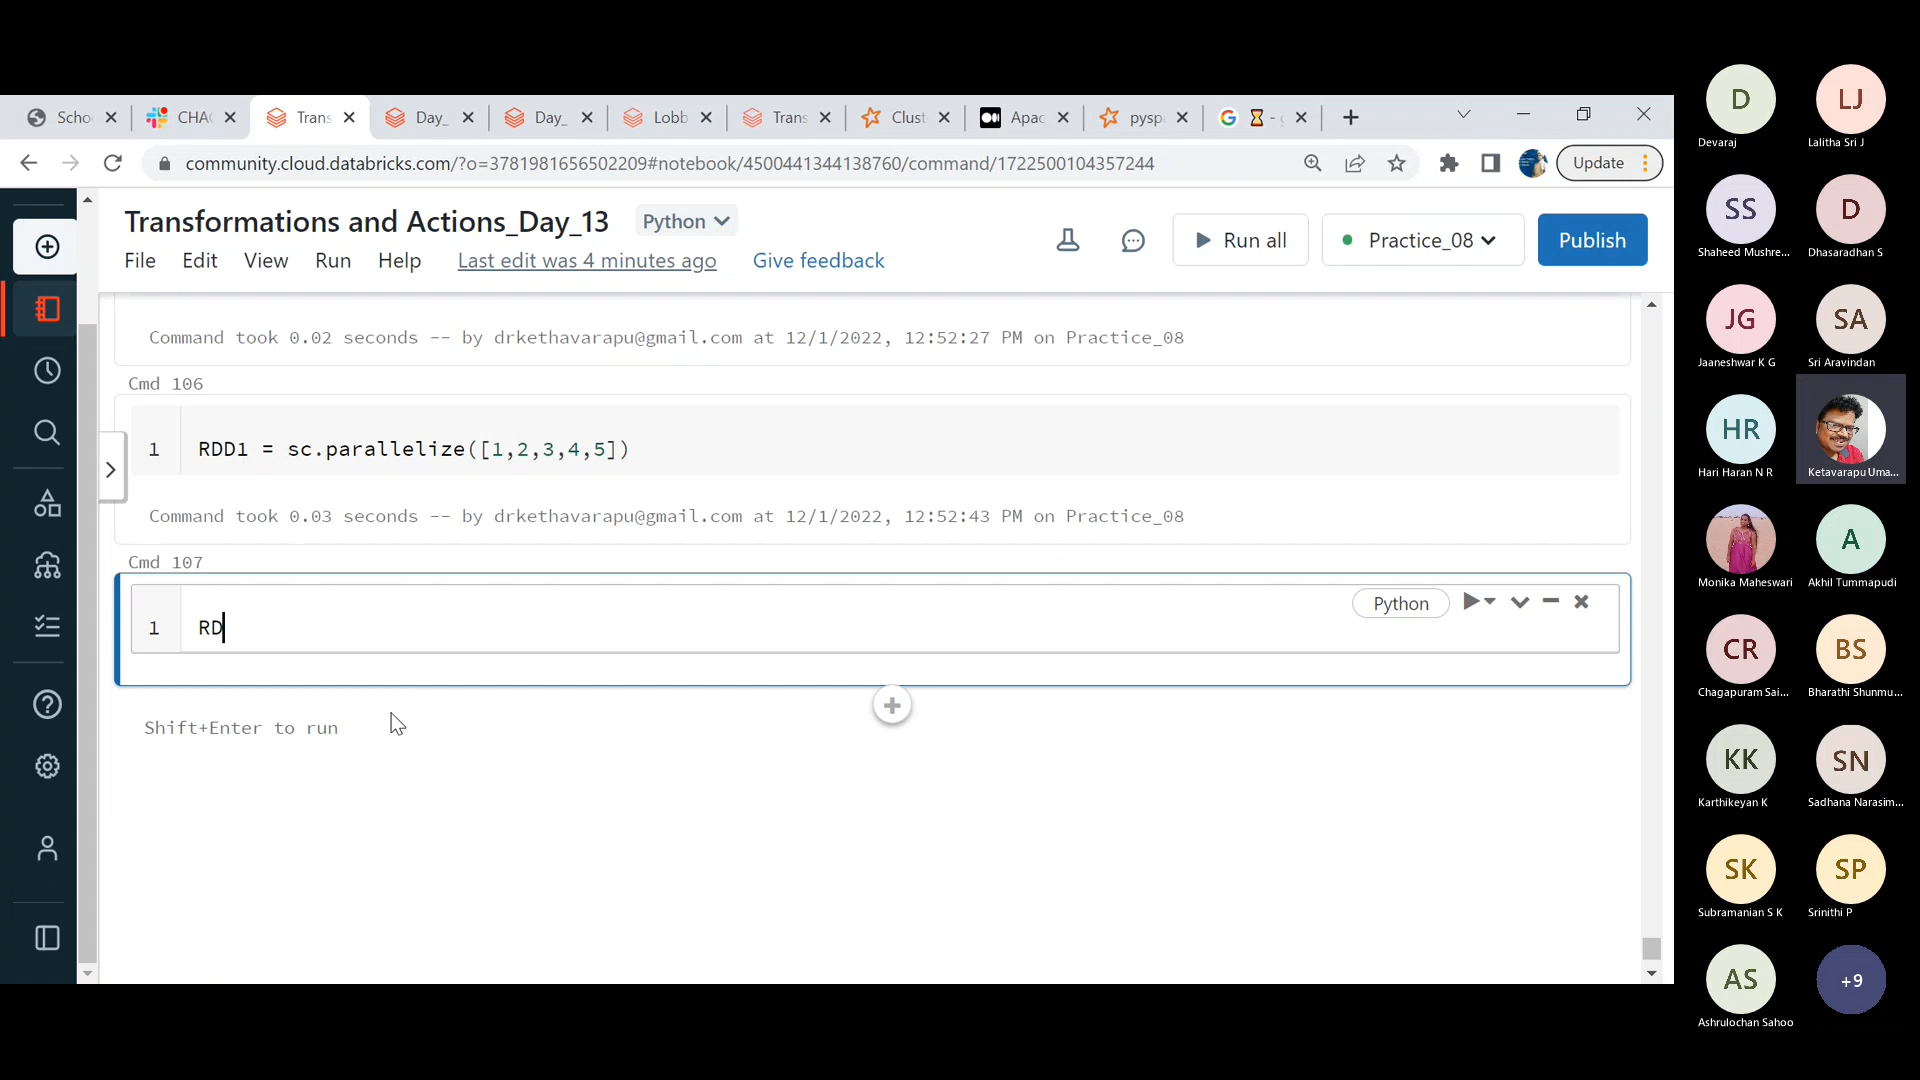 Scho
CHAC
Trans
Day_
Day_
Lobb
Trans
Clust
Apac
pysp
community.cloud.databricks.com/?o=3781981656502209#notebook/4500441344138760/command/1722500104357244
Update
Transformations and Actions_Day_13
Python
File Edit View Run Help Last edit was 4 minutes ago Give feedback
Run all
Practice_08
Publish
Command took 0.02 seconds -- by drkethavarapu@gmail.com at 12/1/2022, 12:52:27 PM on Practice_08
Cmd 106
1 RDD1 = sc.parallelize([1,2,3,4,5])
Command took 0.03 seconds -- by drkethavarapu@gmail.com at 12/1/2022, 12:52:43 PM on Practice_08
Cmd 107
Python
1 RD
Shift+Enter to run
D LJ
Devaraj Lalitha Sri J
SS D
Shaheed Mushre... Dhasaradhan S
JG SA
Jaaneshwar K G Sri Aravindan
HR
Hari Haran N R Ketavarapu Uma...
A
Monika Maheswari Akhil Tummapudi
CR BS
Chagapuram Sai... Bharathi Shunmu...
KK SN
Karthikeyan K Sadhana Narasim...
SK SP
Subramanian S K Srinithi P
AS +9
Ashrulochan Sahoo